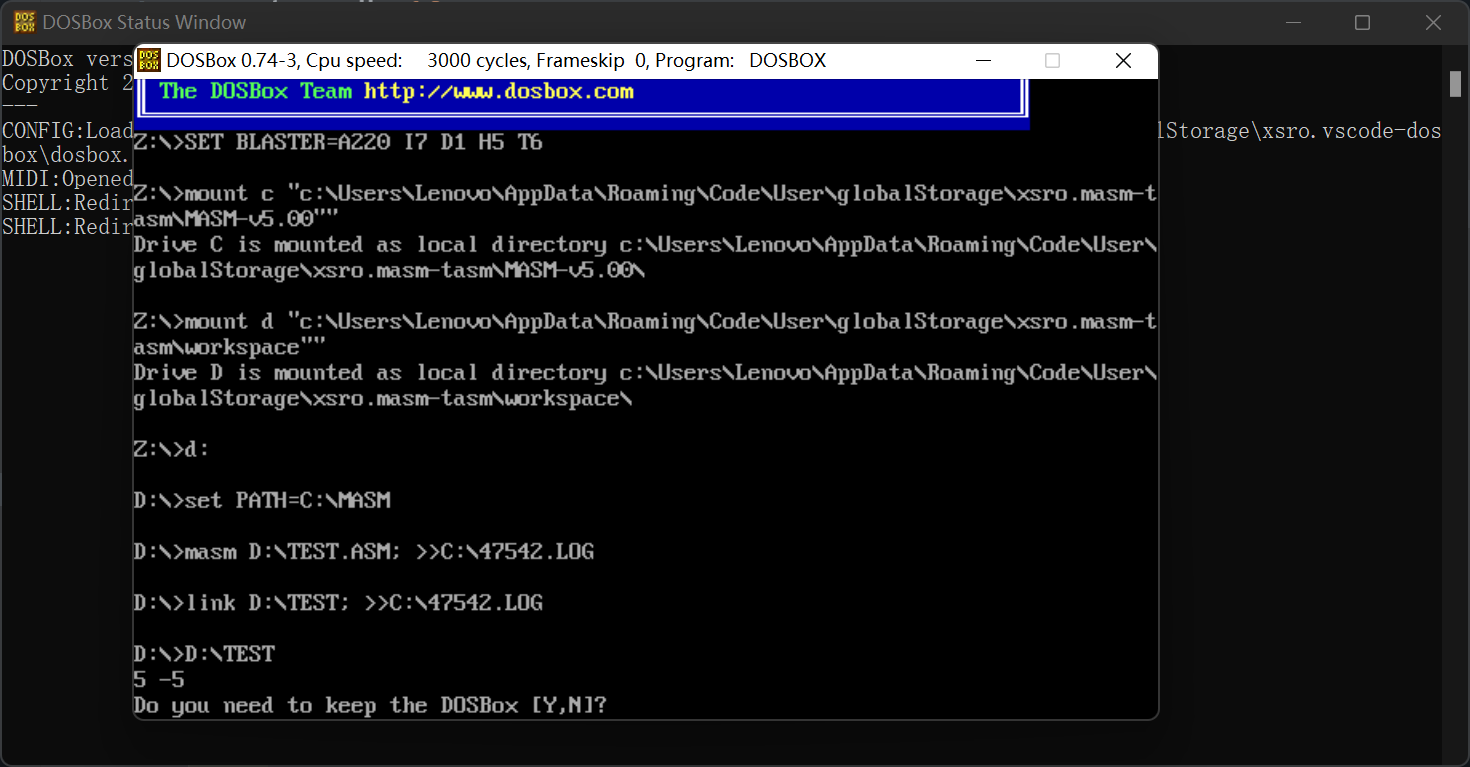 DOSBox Status Window
DOSBox vers
Copyright 2
---
CONFIG:Load
lStorage\xsro.vscode-dos
box\dosbox.
MIDI:Opened
SHELL:Redir
SHELL:Redir
DOSBox 0.74-3, Cpu speed: 3000 cycles, Frameskip 0, Program: DOSBOX
The DOSBox Team http://www.dosbox.com
Z:\>SET BLASTER=A220 I7 D1 H5 T6
Z:\>mount c "c:\Users\Lenovo\AppData\Roaming\Code\User\globalStorage\xsro.masm-t
asm\MASM-v5.00""
Drive C is mounted as local directory c:\Users\Lenovo\AppData\Roaming\Code\User\
globalStorage\xsro.masm-tasm\MASM-v5.00\
Z:\>mount d "c:\Users\Lenovo\AppData\Roaming\Code\User\globalStorage\xsro.masm-t
asm\workspace""
Drive D is mounted as local directory c:\Users\Lenovo\AppData\Roaming\Code\User\
globalStorage\xsro.masm-tasm\workspace\
Z:\>d:
D:\>set PATH=C:\MASM
D:\>masm D:\TEST.ASM; >>C:\47542.LOG
D:\>link D:\TEST; >>C:\47542.LOG
D:\>D:\TEST
5 -5
Do you need to keep the DOSBox [Y,N]?